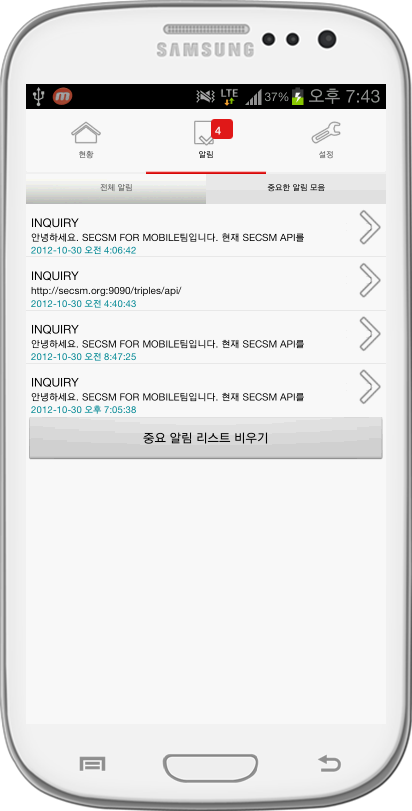 SAMSUNG
LTE 37% 오후 7:43
4
현황 알림 설정
전체 알림 중요한 알림 모음
INQUIRY
안녕하세요. SECSM FOR MOBILE팀입니다. 현재 SECSM API를
2012-10-30 오전 4:06:42
INQUIRY
http://secsm.org:9090/triples/api/
2012-10-30 오전 4:40:43
INQUIRY
안녕하세요. SECSM FOR MOBILE팀입니다. 현재 SECSM API를
2012-10-30 오전 8:47:25
INQUIRY
안녕하세요. SECSM FOR MOBILE팀입니다. 현재 SECSM API를
2012-10-30 오후 7:05:38
중요 알림 리스트 비우기